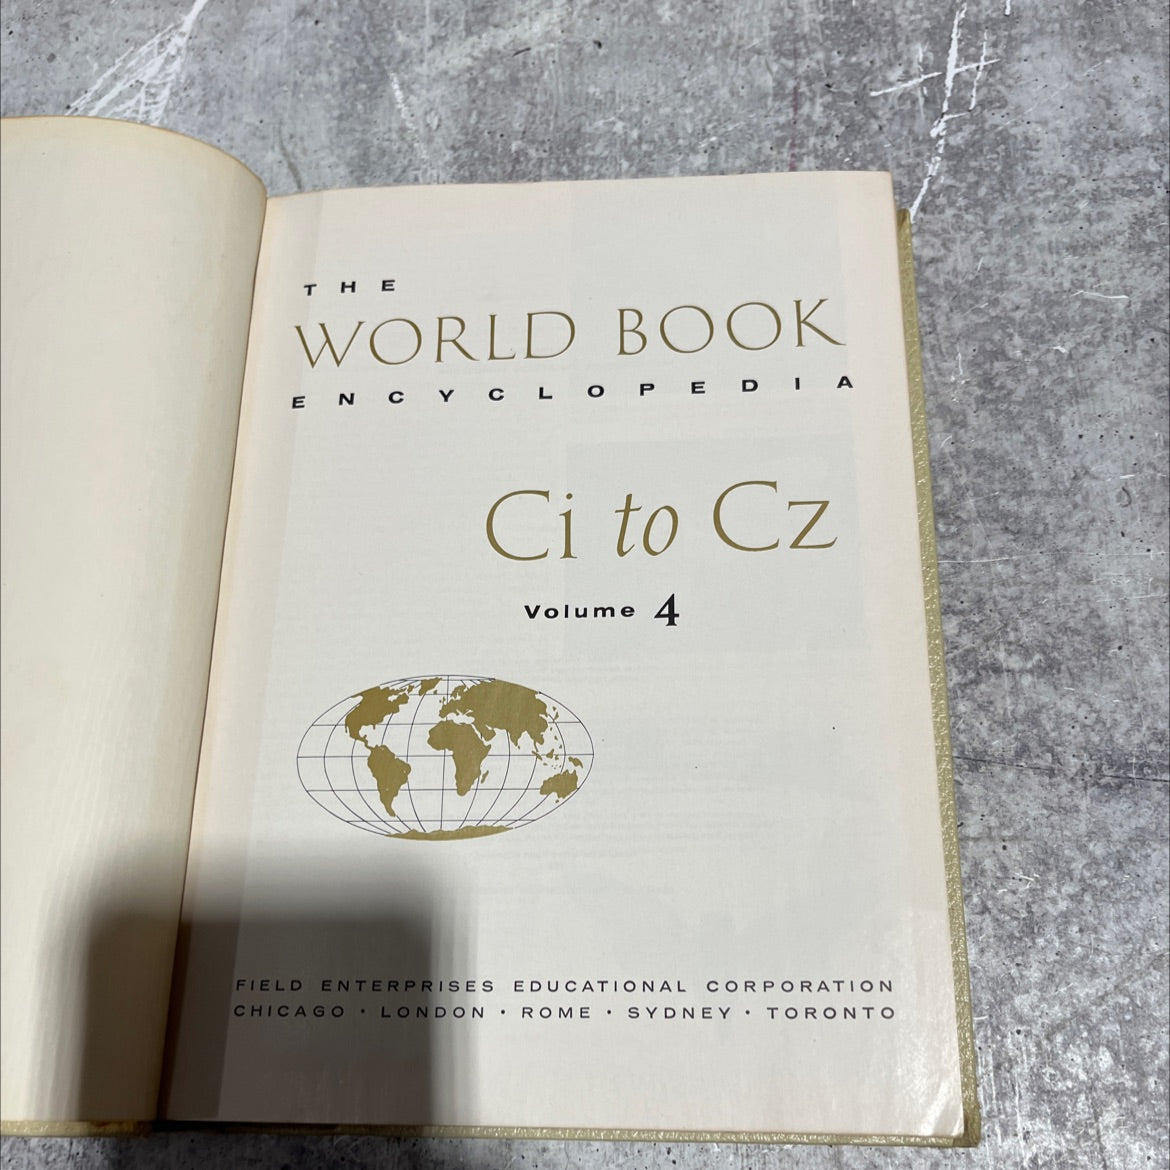 THE
WORLD BOOK
ENCYCLOPEDIA
Ci to Cz
Volume 4
FIELD ENTERPRISES EDUCATIONAL CORPORATION
CHICAGO • LONDON • ROME • SYDNEY • TORONTO